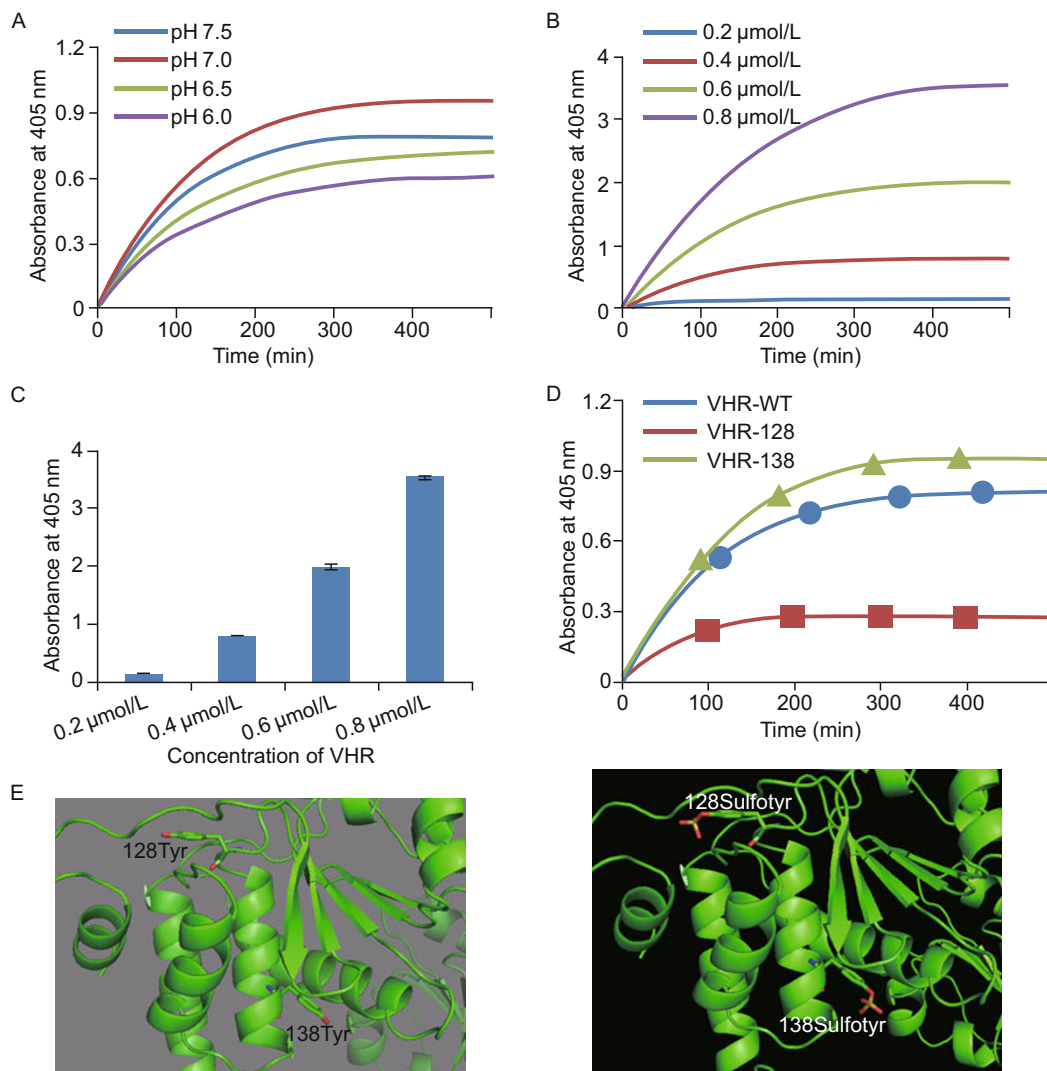 A
pH 7.5
pH 7.0
pH 6.5
pH 6.0
1.2
0.9
0.6
0.3
0
Absorbance at 405 nm
0 100 200 300 400
Time (min)
B
0.2 μmol/L
0.4 μmol/L
0.6 μmol/L
0.8 μmol/L
4
3
2
1
0
Absorbance at 405 nm
0 100 200 300 400
Time (min)
C
4
3
2
1
0
Absorbance at 405 nm
0.2 μmol/L 0.4 μmol/L 0.6 μmol/L 0.8 μmol/L
Concentration of VHR
D
VHR-WT
VHR-128
VHR-138
1.2
0.9
0.6
0.3
0
Absorbance at 405 nm
0 100 200 300 400
Time (min)
E
128Tyr
138Tyr
128Sulfotyr
138Sulfotyr